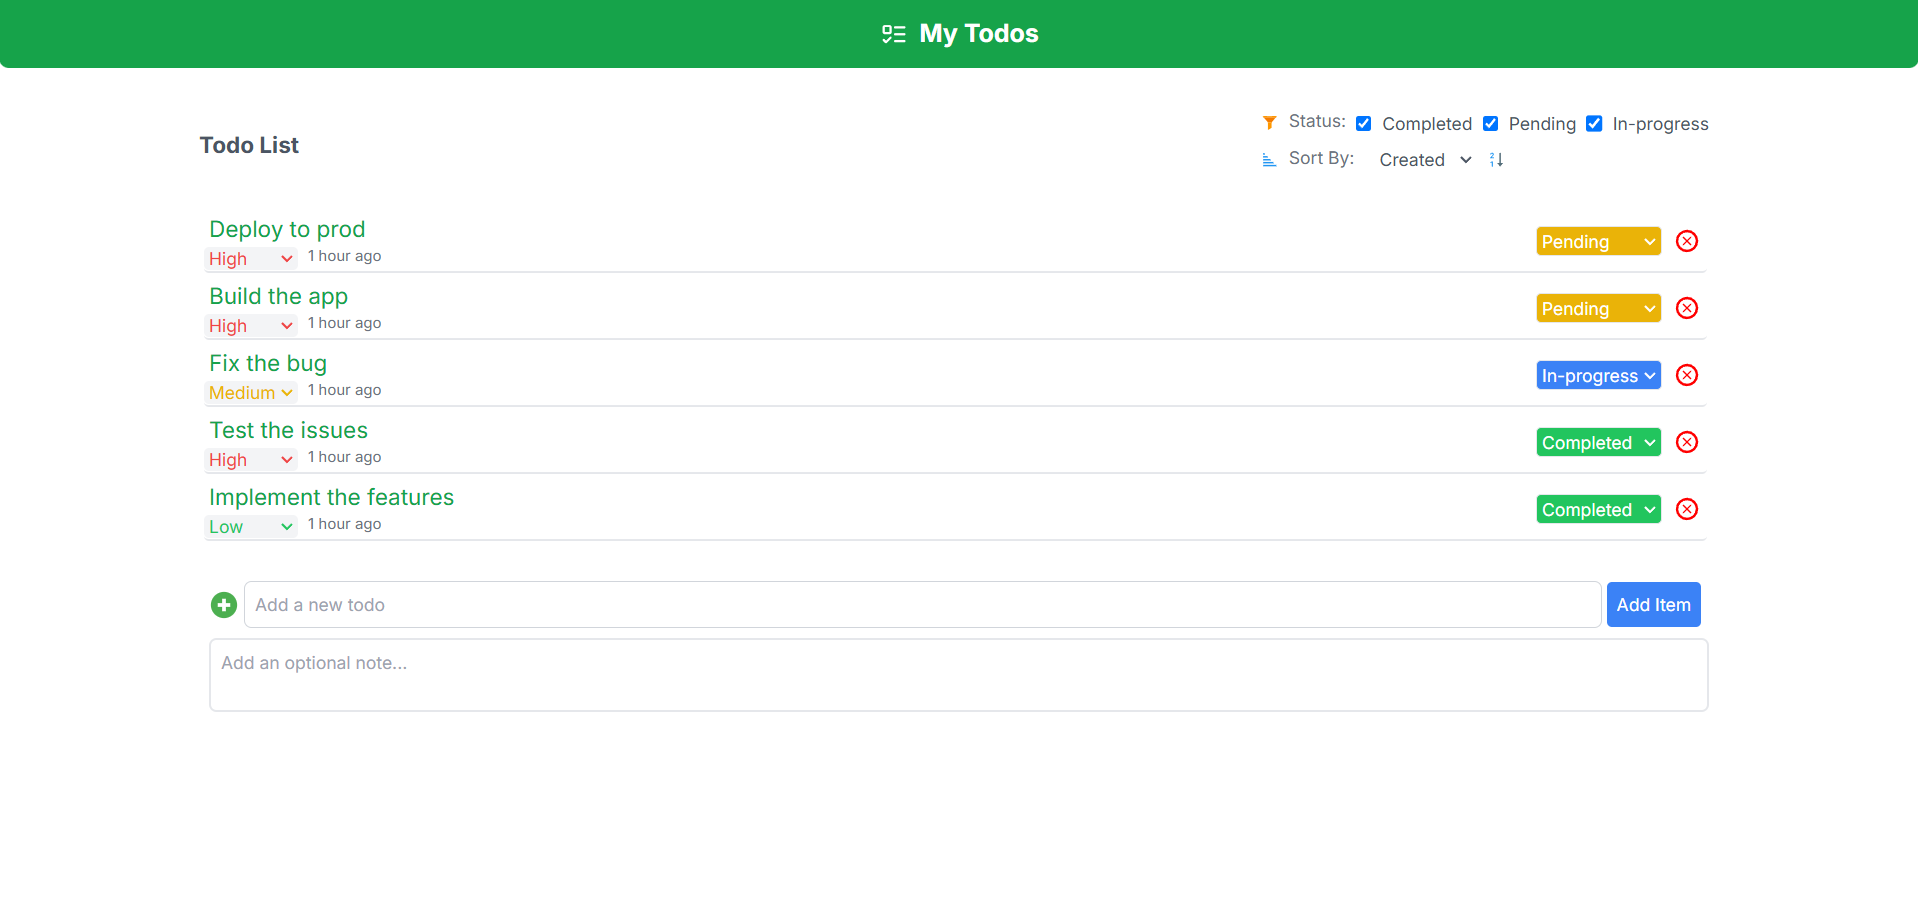 My Todos
Todo List
Status: Completed Pending In-progress
Sort By: Created
Deploy to prod
High 1 hour ago
Pending
Build the app
High 1 hour ago
Pending
Fix the bug
Medium 1 hour ago
In-progress
Test the issues
High 1 hour ago
Completed
Implement the features
Low 1 hour ago
Completed
Add a new todo
Add Item
Add an optional note...